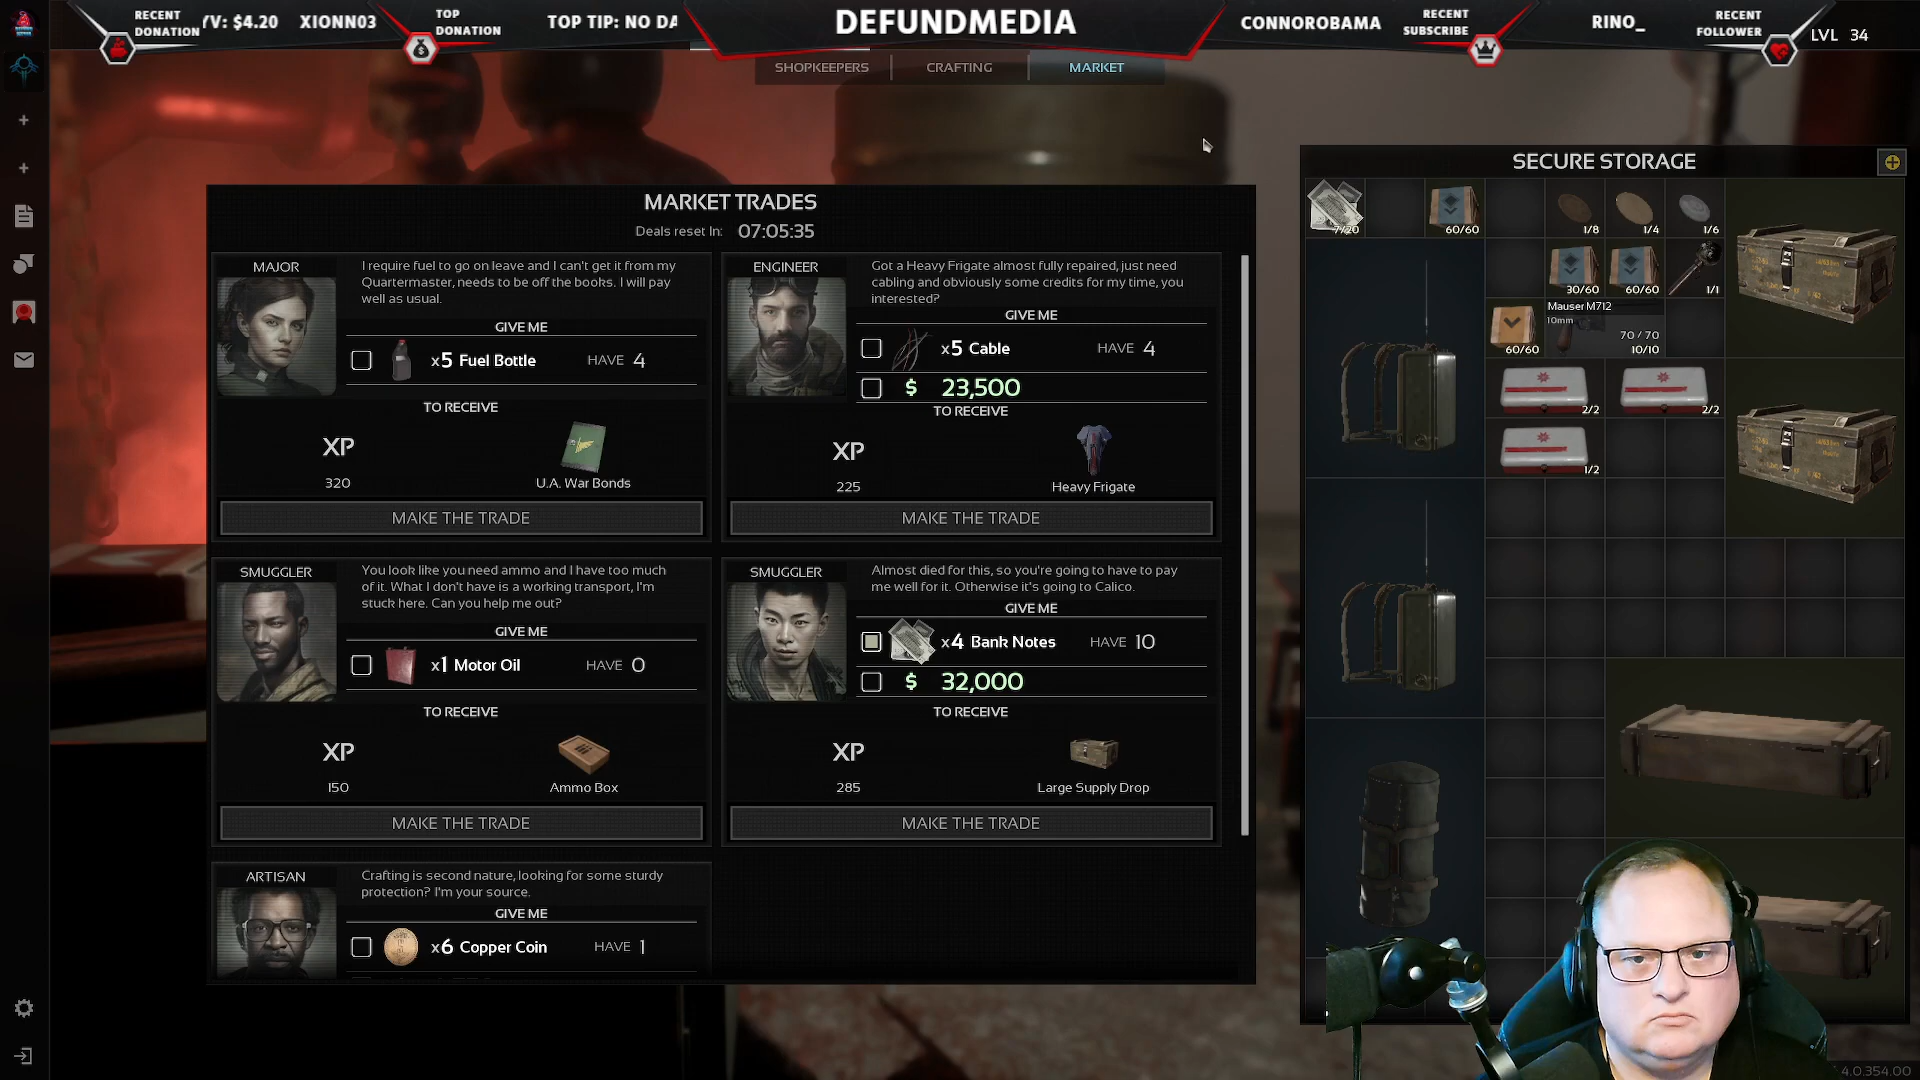 RECENT
DONATION
YV: $4.20
XIONN03
TOP
DONATION
TOP TIP: NO DA
DEFUNDMEDIA
CONNOROBAMA
RECENT
SUBSCRIBE
RINO_
RECENT
FOLLOWER
LVL 34
SHOPKEEPERS
CRAFTING
MARKET
MARKET TRADES
Deals reset In: 07:05:35
MAJOR
I require fuel to go on leave and I can't get it from my
Quartermaster, needs to be off the books. I will pay
well as usual.
GIVE ME
x5 Fuel Bottle HAVE 4
TO RECEIVE
XP
320
U.A. War Bonds
MAKE THE TRADE
ENGINEER
Got a Heavy Frigate almost fully repaired, just need
cabling and obviously some credits for my time, you
interested?
GIVE ME
x5 Cable HAVE 4
$ 23,500
TO RECEIVE
XP
225
Heavy Frigate
MAKE THE TRADE
SMUGGLER
You look like you need ammo and I have too much
of it. What I don't have is a working transport, I'm
stuck here. Can you help me out?
GIVE ME
x1 Motor Oil HAVE 0
TO RECEIVE
XP
150
Ammo Box
MAKE THE TRADE
SMUGGLER
Almost died for this, so you're going to have to pay
me well for it. Otherwise it's going to Calico.
GIVE ME
x4 Bank Notes HAVE 10
$ 32,000
TO RECEIVE
XP
285
Large Supply Drop
MAKE THE TRADE
ARTISAN
Crafting is second nature, looking for some sturdy
protection? I'm your source.
GIVE ME
x6 Copper Coin HAVE 1
SECURE STORAGE
7/20
60/60
1/8
1/4
1/6
30/60
60/60
1/1
60/60
Mauser M712
10mm
70 / 70
10/10
2/2
2/2
1/2
4.0.354.00